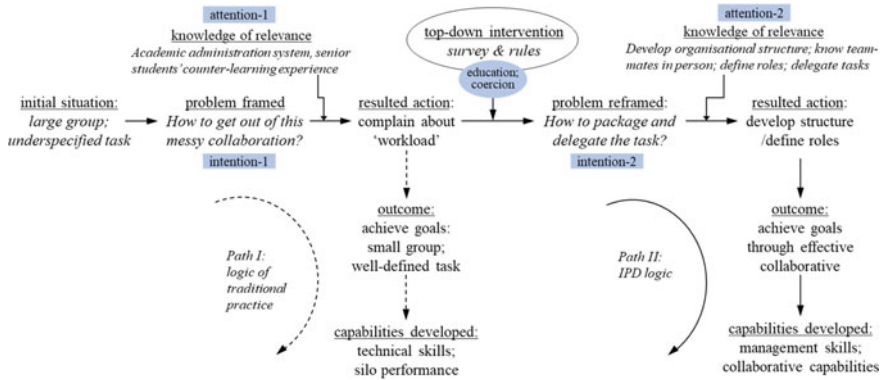 attention-1
knowledge of relevance
Academic administration system, senior
students' counter-learning experience
top-down intervention
survey & rules
education;
coercion
attention-2
knowledge of relevance
Develop organisational structure; know team-
mates in person; define roles; delegate tasks
initial situation:
large group;
underspecified task
problem framed
How to get out of this
messy collaboration?
intention-1
resulted action:
complain about
'workload'
problem reframed:
How to package and
delegate the task?
intention-2
resulted action:
develop structure
/define roles
Path I:
logic of
traditional
practice
outcome:
achieve goals:
small group;
well-defined task
Path II:
IPD logic
outcome:
achieve goals
through effective
collaborative
capabilities developed:
technical skills;
silo performance
capabilities developed:
management skills;
collaborative capabilities